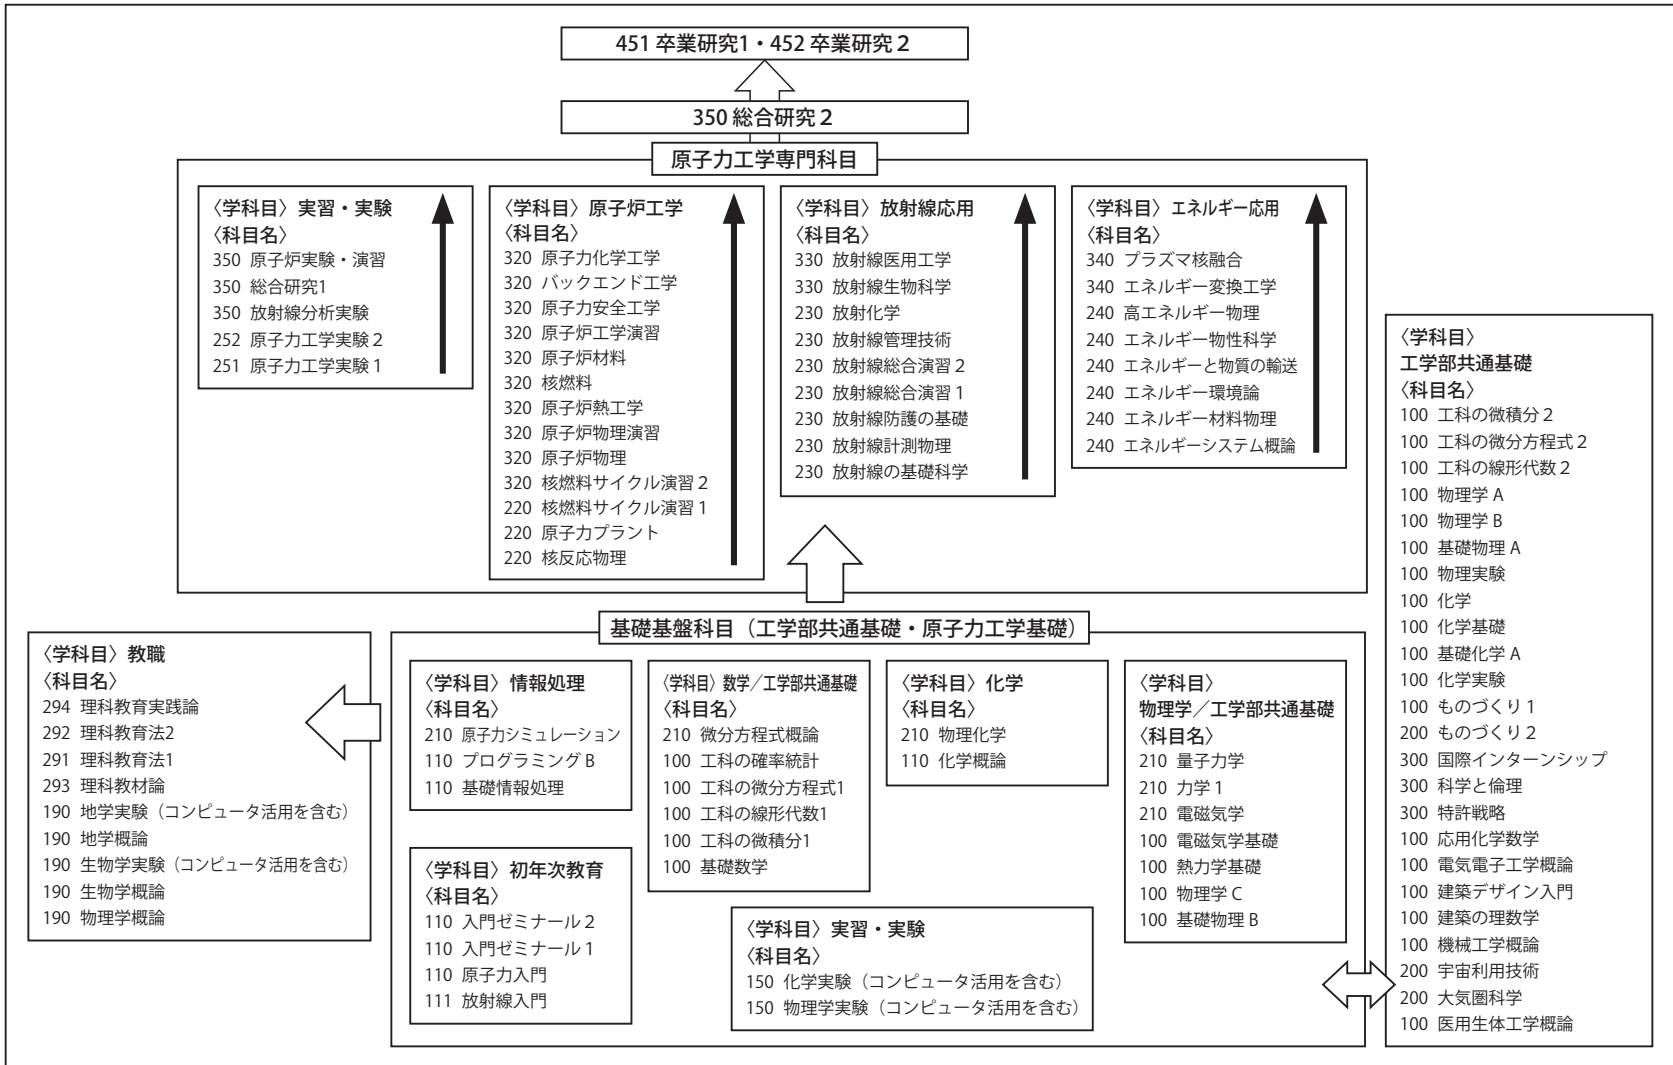 451 卒業研究1・452 卒業研究２
350 総合研究２
原子力工学専門科目
〈学科目〉実習・実験
〈科目名〉
350 原子炉実験・演習
350 総合研究1
350 放射線分析実験
252 原子力工学実験２
251 原子力工学実験１
〈学科目〉原子炉工学
〈科目名〉
320 原子力化学工学
320 バックエンド工学
320 原子力安全工学
320 原子炉工学演習
320 原子炉材料
320 核燃料
320 原子炉熱工学
320 原子炉物理演習
320 原子炉物理
320 核燃料サイクル演習２
220 核燃料サイクル演習１
220 原子力プラント
220 核反応物理
〈学科目〉放射線応用
〈科目名〉
330 放射線医用工学
330 放射線生物科学
230 放射化学
230 放射線管理技術
230 放射線総合演習２
230 放射線総合演習１
230 放射線防護の基礎
230 放射線計測物理
230 放射線の基礎科学
〈学科目〉エネルギー応用
〈科目名〉
340 プラズマ核融合
340 エネルギー変換工学
240 高エネルギー物理
240 エネルギー物性科学
240 エネルギーと物質の輸送
240 エネルギー環境論
240 エネルギー材料物理
240 エネルギーシステム概論
〈学科目〉
工学部共通基礎
〈科目名〉
100 工科の微積分２
100 工科の微分方程式２
100 工科の線形代数２
100 物理学 A
100 物理学 B
100 基礎物理 A
100 物理実験
100 化学
100 化学基礎
100 基礎化学 A
100 化学実験
100 ものづくり１
200 ものづくり２
300 国際インターンシップ
300 科学と倫理
300 特許戦略
100 応用化学数学
100 電気電子工学概論
100 建築デザイン入門
100 建築の理数学
100 機械工学概論
200 宇宙利用技術
200 大気圏科学
100 医用生体工学概論
基礎基盤科目（工学部共通基礎・原子力工学基礎）
〈学科目〉教職
〈科目名〉
294 理科教育実践論
292 理科教育法2
291 理科教育法1
293 理科教材論
190 地学実験（コンピュータ活用を含む）
190 地学概論
190 生物学実験（コンピュータ活用を含む）
190 生物学概論
190 物理学概論
〈学科目〉情報処理
〈科目名〉
210 原子力シミュレーション
110 プログラミング B
110 基礎情報処理
〈学科目〉初年次教育
〈科目名〉
110 入門ゼミナール２
110 入門ゼミナール１
110 原子力入門
111 放射線入門
〈学科目〉数学／工学部共通基礎
〈科目名〉
210 微分方程式概論
100 工科の確率統計
100 工科の微分方程式1
100 工科の線形代数1
100 工科の微積分1
100 基礎数学
〈学科目〉化学
〈科目名〉
210 物理化学
110 化学概論
〈学科目〉
物理学／工学部共通基礎
〈科目名〉
210 量子力学
210 力学１
210 電磁気学
100 電磁気学基礎
100 熱力学基礎
100 物理学 C
100 基礎物理 B
〈学科目〉実習・実験
〈科目名〉
150 化学実験（コンピュータ活用を含む）
150 物理学実験（コンピュータ活用を含む）